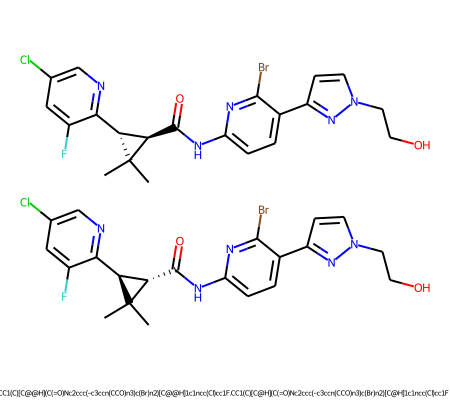 Br
Cl
N O N N
N OH
F N
H
Br
Cl
N O N N
N OH
F N
H
CC1(C)[C@@H](C(=O)Nc2ccc(-c3ccn(CCO)n3)c(Br)n2)[C@@H]1c1ncc(Cl)cc1F.CC1(C)[C@H](C(=O)Nc2ccc(-c3ccn(CCO)n3)c(Br)n2)[C@H]1c1ncc(Cl)cc1F